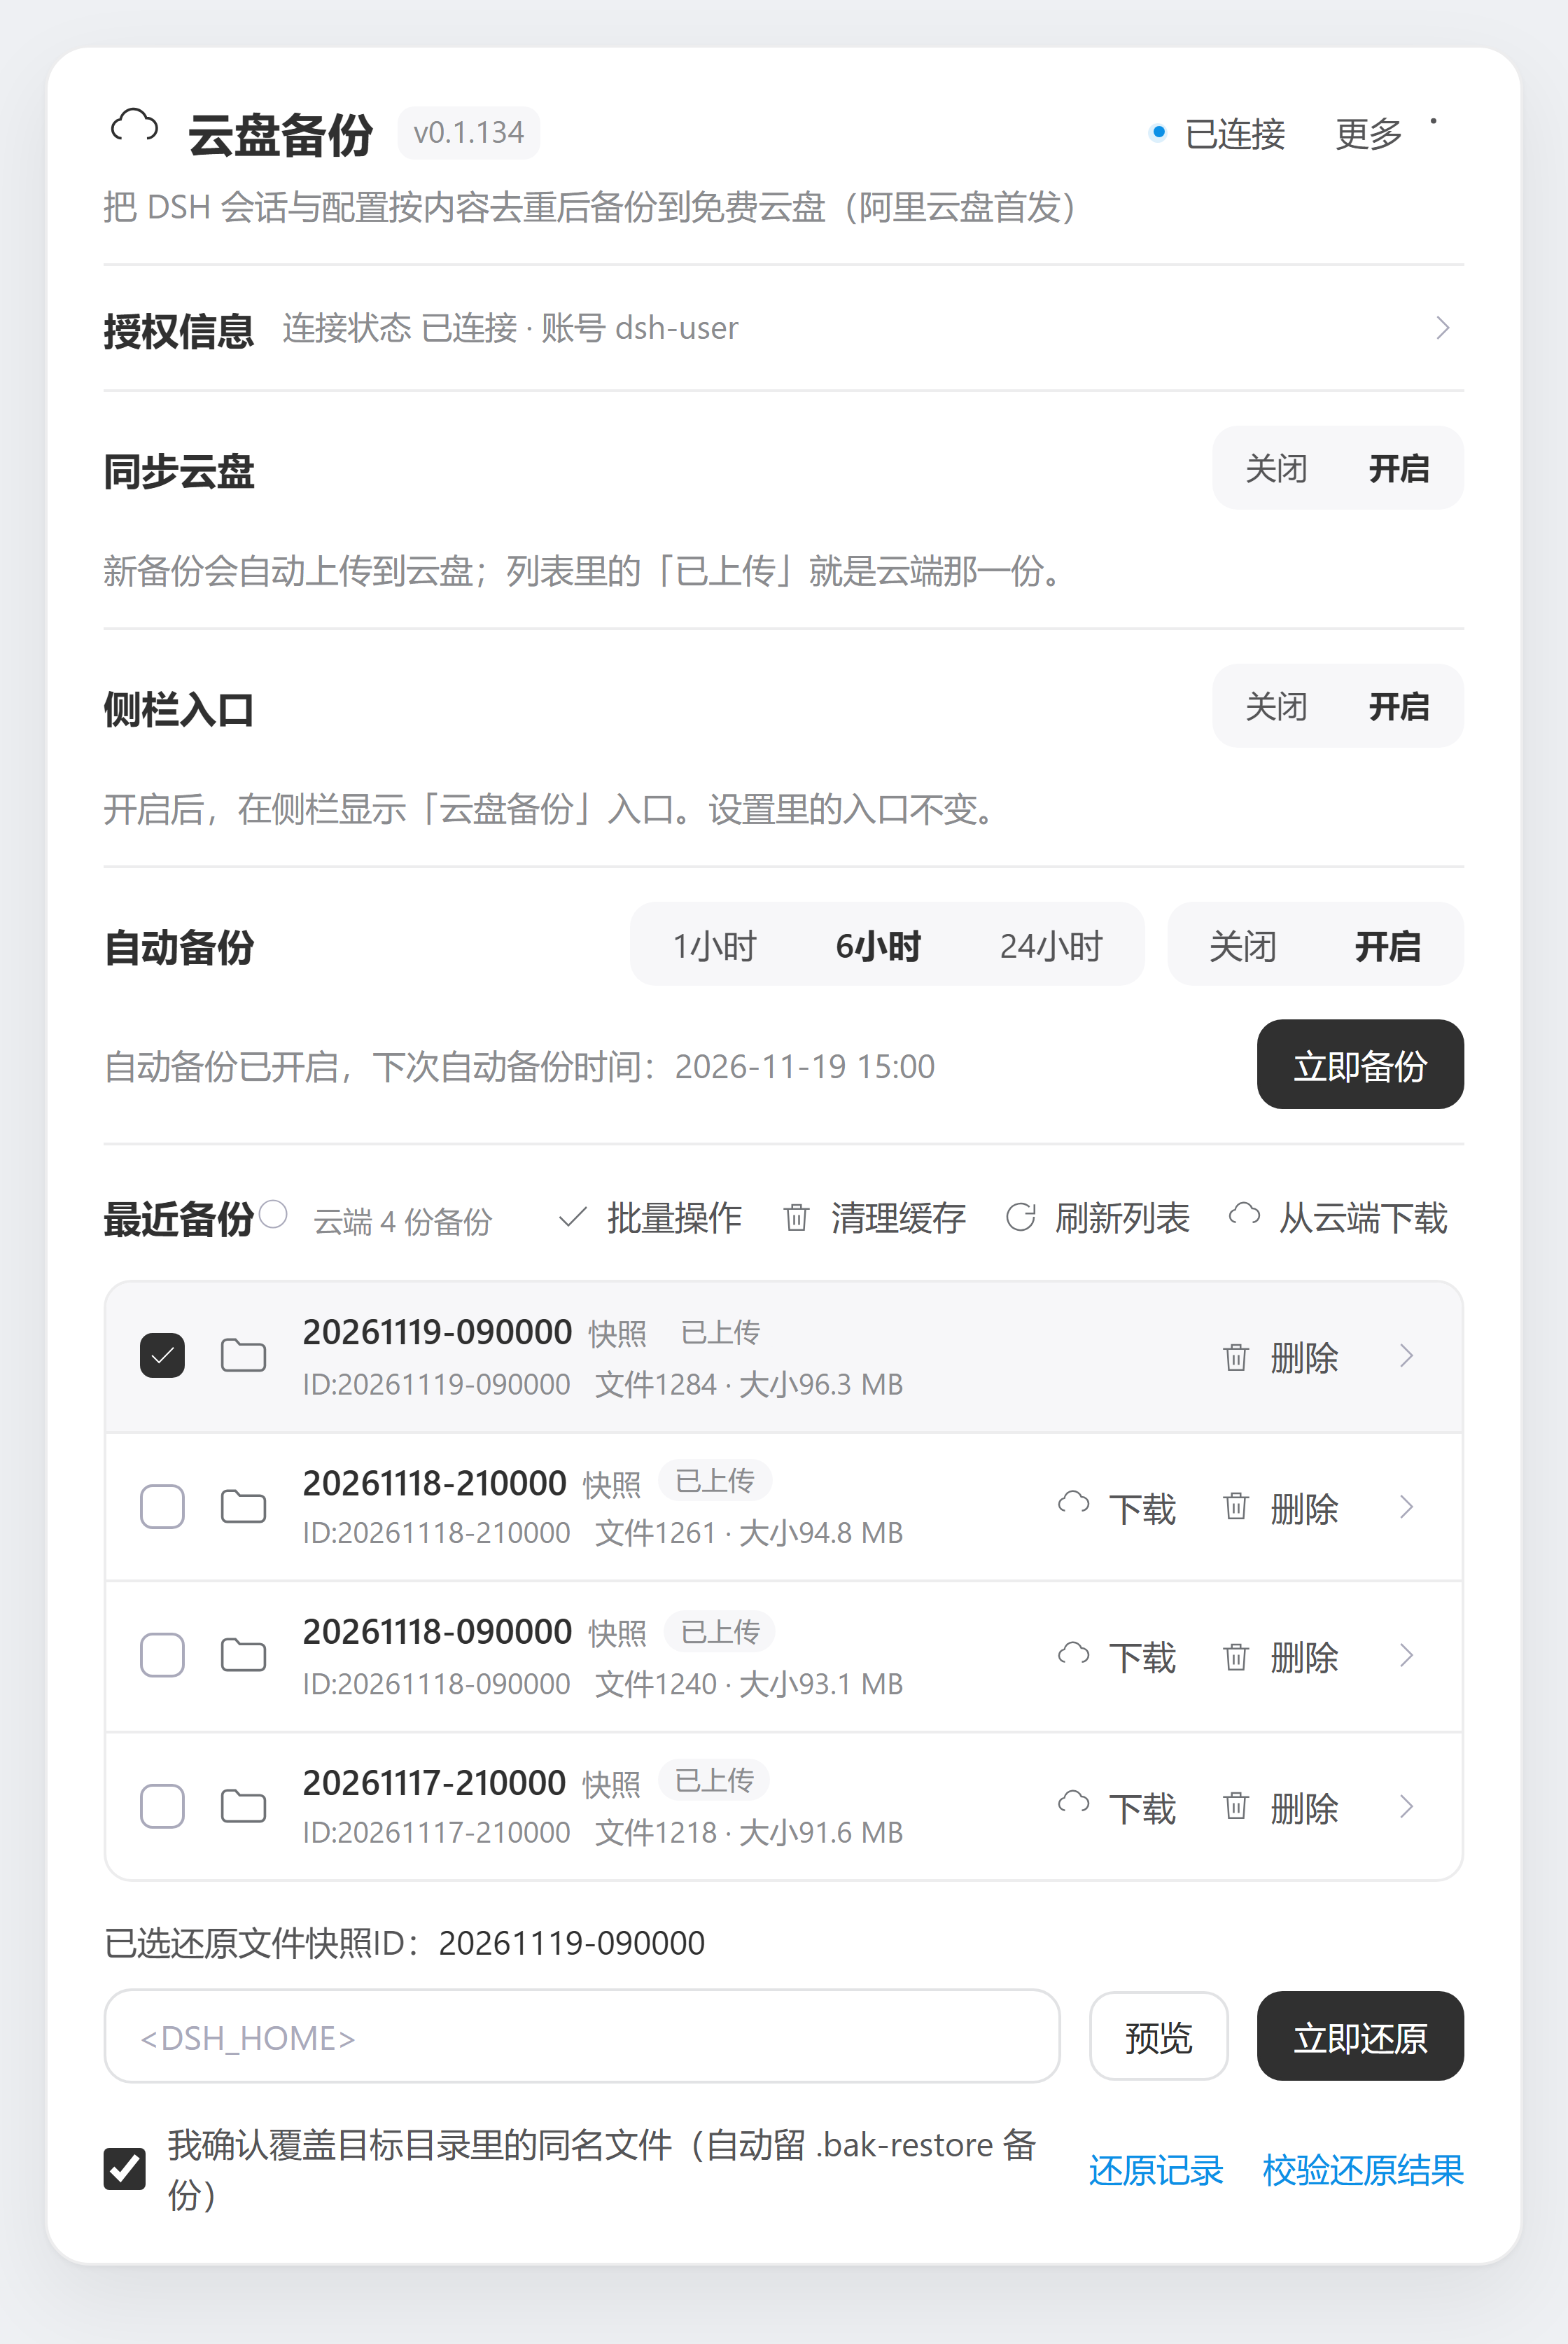 云盘备份 v0.1.134 已连接 更多
把 DSH 会话与配置按内容去重后备份到免费云盘（阿里云盘首发）
授权信息 连接状态 已连接 · 账号 dsh-user
同步云盘 关闭 开启
新备份会自动上传到云盘；列表里的「已上传」就是云端那一份。
侧栏入口 关闭 开启
开启后，在侧栏显示「云盘备份」入口。设置里的入口不变。
自动备份 1小时 6小时 24小时 关闭 开启
自动备份已开启，下次自动备份时间：2026-11-19 15:00 立即备份
最近备份 云端 4 份备份 批量操作 清理缓存 刷新列表 从云端下载
20261119-090000 快照 已上传
ID:20261119-090000 文件1284 · 大小96.3 MB 删除
20261118-210000 快照 已上传
ID:20261118-210000 文件1261 · 大小94.8 MB 下载 删除
20261118-090000 快照 已上传
ID:20261118-090000 文件1240 · 大小93.1 MB 下载 删除
20261117-210000 快照 已上传
ID:20261117-210000 文件1218 · 大小91.6 MB 下载 删除
已选还原文件快照ID：20261119-090000
<DSH_HOME> 预览 立即还原
我确认覆盖目标目录里的同名文件（自动留 .bak-restore 备
份）
还原记录 校验还原结果